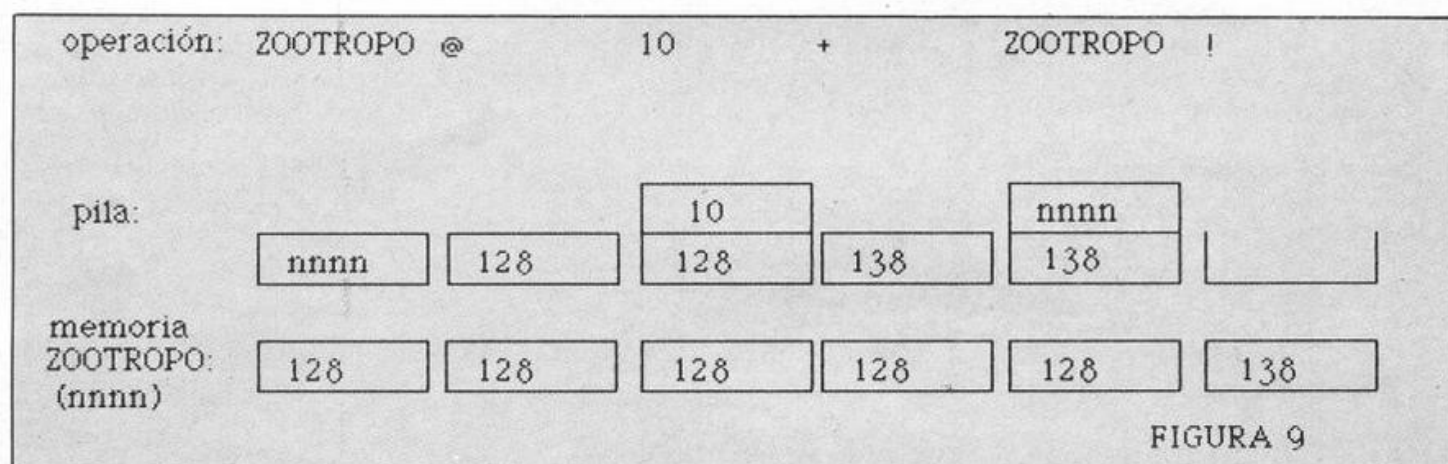 operación: ZOOTROPO @ 10 + ZOOTROPO !
pila: 10 nnnn
nnnn 128 128 138 138
memoria
ZOOTROPO: 128 128 128 128 128 138
(nnnn)
FIGURA 9